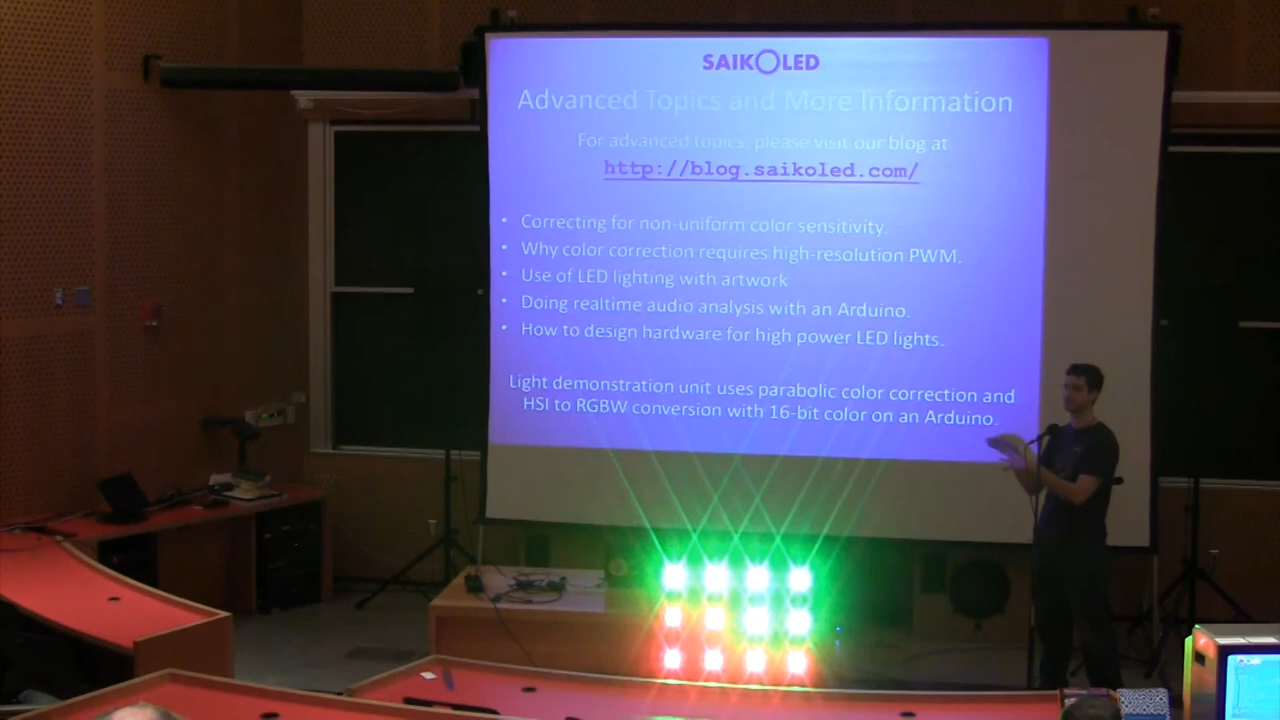 SAIKOLED
Advanced Topics and More Information
For advanced topics, please visit our blog at
http://blog.saikoled.com/
• Correcting for non-uniform color sensitivity.
• Why color correction requires high-resolution PWM.
• Use of LED lighting with artwork
• Doing realtime audio analysis with an Arduino.
• How to design hardware for high power LED lights.
Light demonstration unit uses parabolic color correction and
HSI to RGBW conversion with 16-bit color on an Arduino.